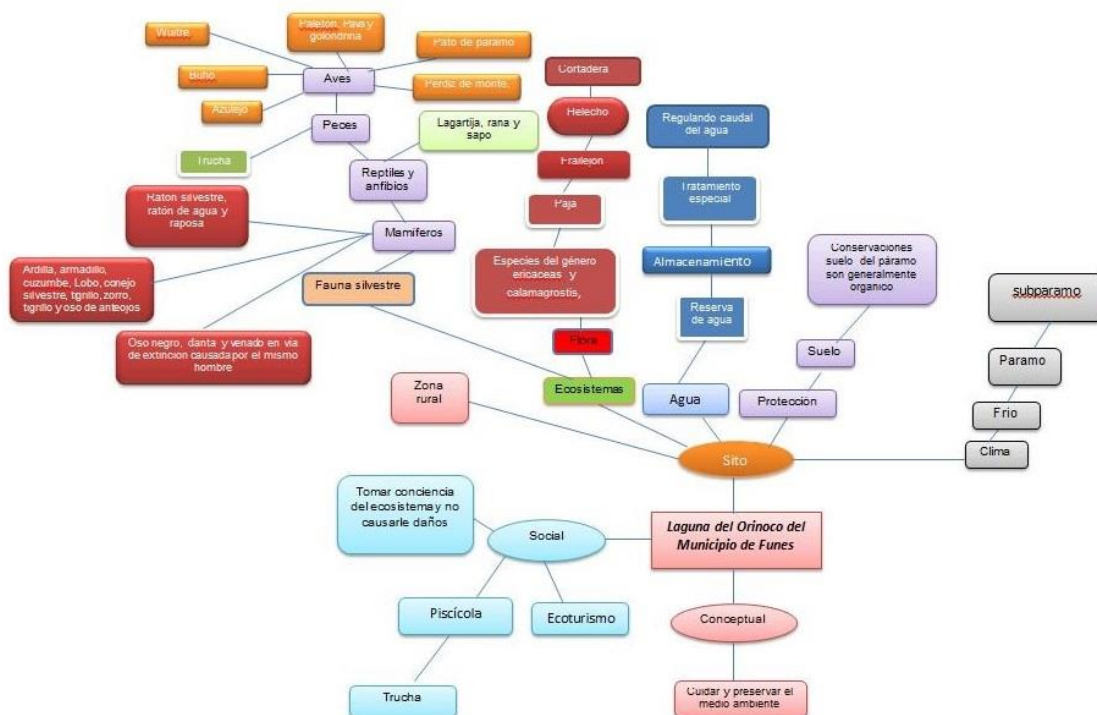 Wuitre
Paleton, Pava y
golondrina
Pato de paramo
Buho
Aves
Perdiz de monte,
Azulejo
Peces
Trucha
Lagartija, rana y
sapo
Reptiles y
anfibios
Mamíferos
Raton silvestre,
ratón de agua y
raposa
Ardilla, armadillo,
cuzumbe, Lobo, conejo
silvestre, tigrillo, zorro,
tigrillo y oso de anteojos
Oso negro, danta y venado en via
de extincion causada por el mismo
hombre
Fauna silvestre
Cortadera
Helecho
Frailejon
Paja
Especies del género
ericaceas y
calamagrostis,
Flora
Ecosistemas
Regulando caudal
del agua
Tratamiento
especial
Almacenamiento
Reserva
de agua
Agua
Conservaciones
suelo del páramo
son generalmente
organico
Suelo
Protección
subparamo
Paramo
Frio
Clima
Zona
rural
Sito
Laguna del Orinoco del
Municipio de Funes
Social
Tomar conciencia
del ecosistema y no
causarle daños
Piscícola
Ecoturismo
Trucha
Conceptual
Cuidar y preservar el
medio ambiente